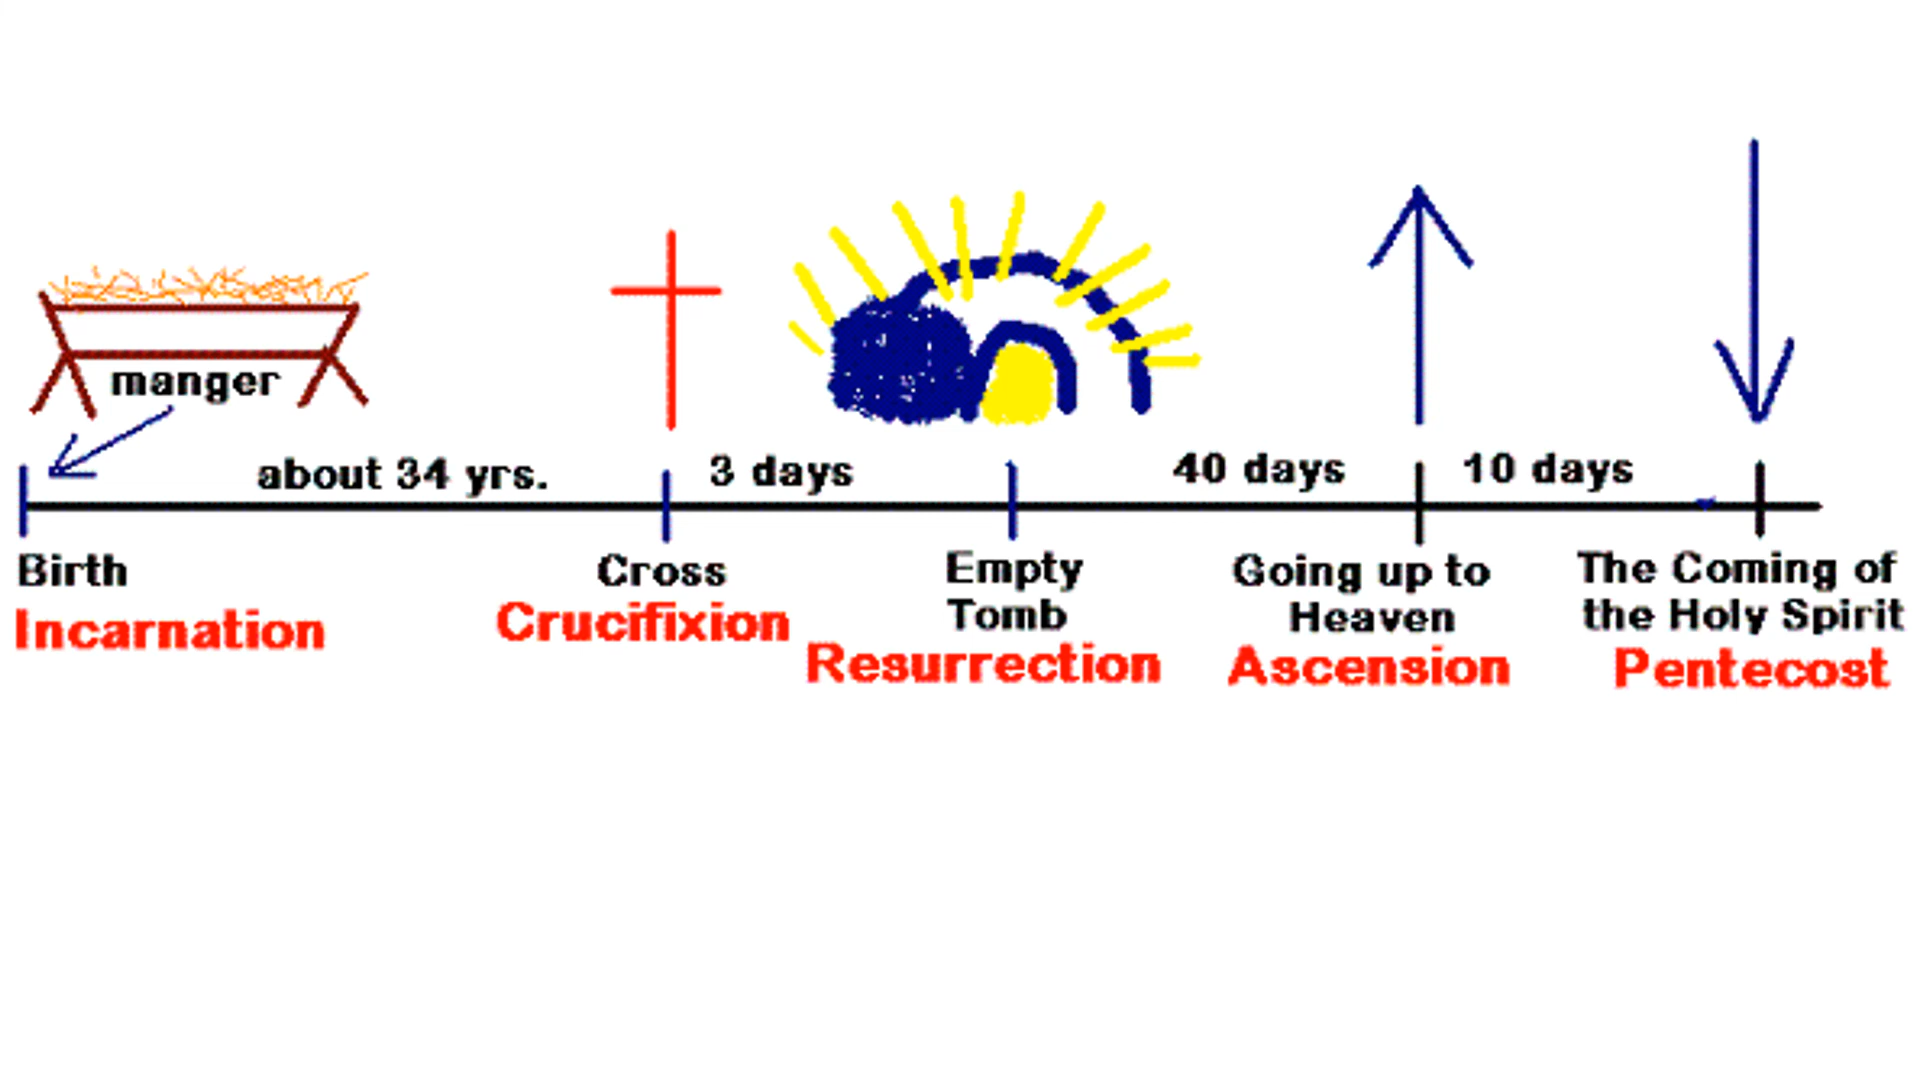 manger
about 34 yrs.
3 days
40 days
10 days
Birth
Incarnation
Cross
Crucifixion
Empty
Tomb
Resurrection
Going up to
Heaven
Ascension
The Coming of
the Holy Spirit
Pentecost